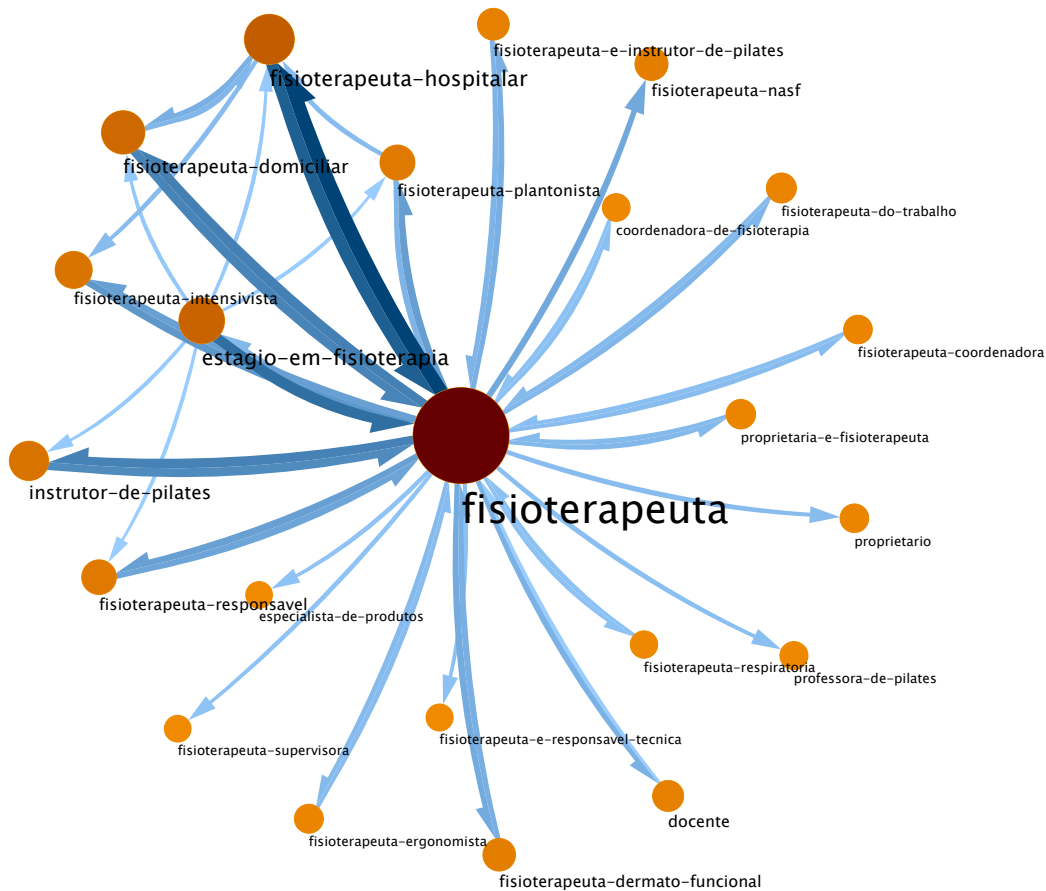 fisioterapeuta-e-instrutor-de-pilates
fisioterapeuta-hospitalar
fisioterapeuta-nasf
fisioterapeuta-domiciliar
fisioterapeuta-plantonista
fisioterapeuta-do-trabalho
coordenadora-de-fisioterapia
fisioterapeuta-intensivista
estagio-em-fisioterapia
fisioterapeuta-coordenadora
proprietaria-e-fisioterapeuta
instrutor-de-pilates
fisioterapeuta
proprietario
fisioterapeuta-responsavel
especialista-de-produtos
fisioterapeuta-respiratoria
professora-de-pilates
fisioterapeuta-e-responsavel-tecnica
fisioterapeuta-supervisora
docente
fisioterapeuta-ergonomista
fisioterapeuta-dermato-funcional